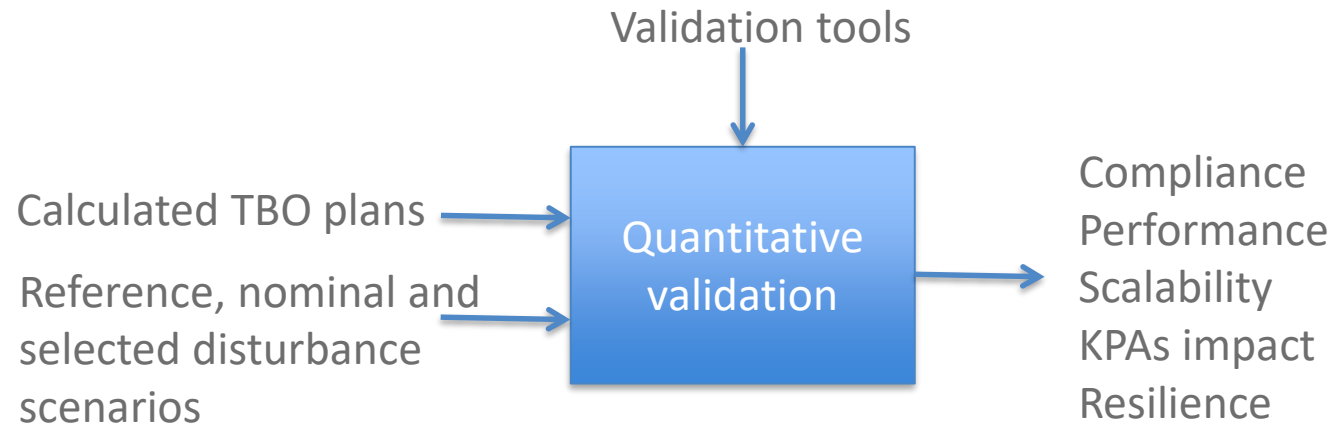 Validation tools
Calculated TBO plans
Reference, nominal and
selected disturbance
scenarios
Quantitative
validation
Compliance
Performance
Scalability
KPAs impact
Resilience